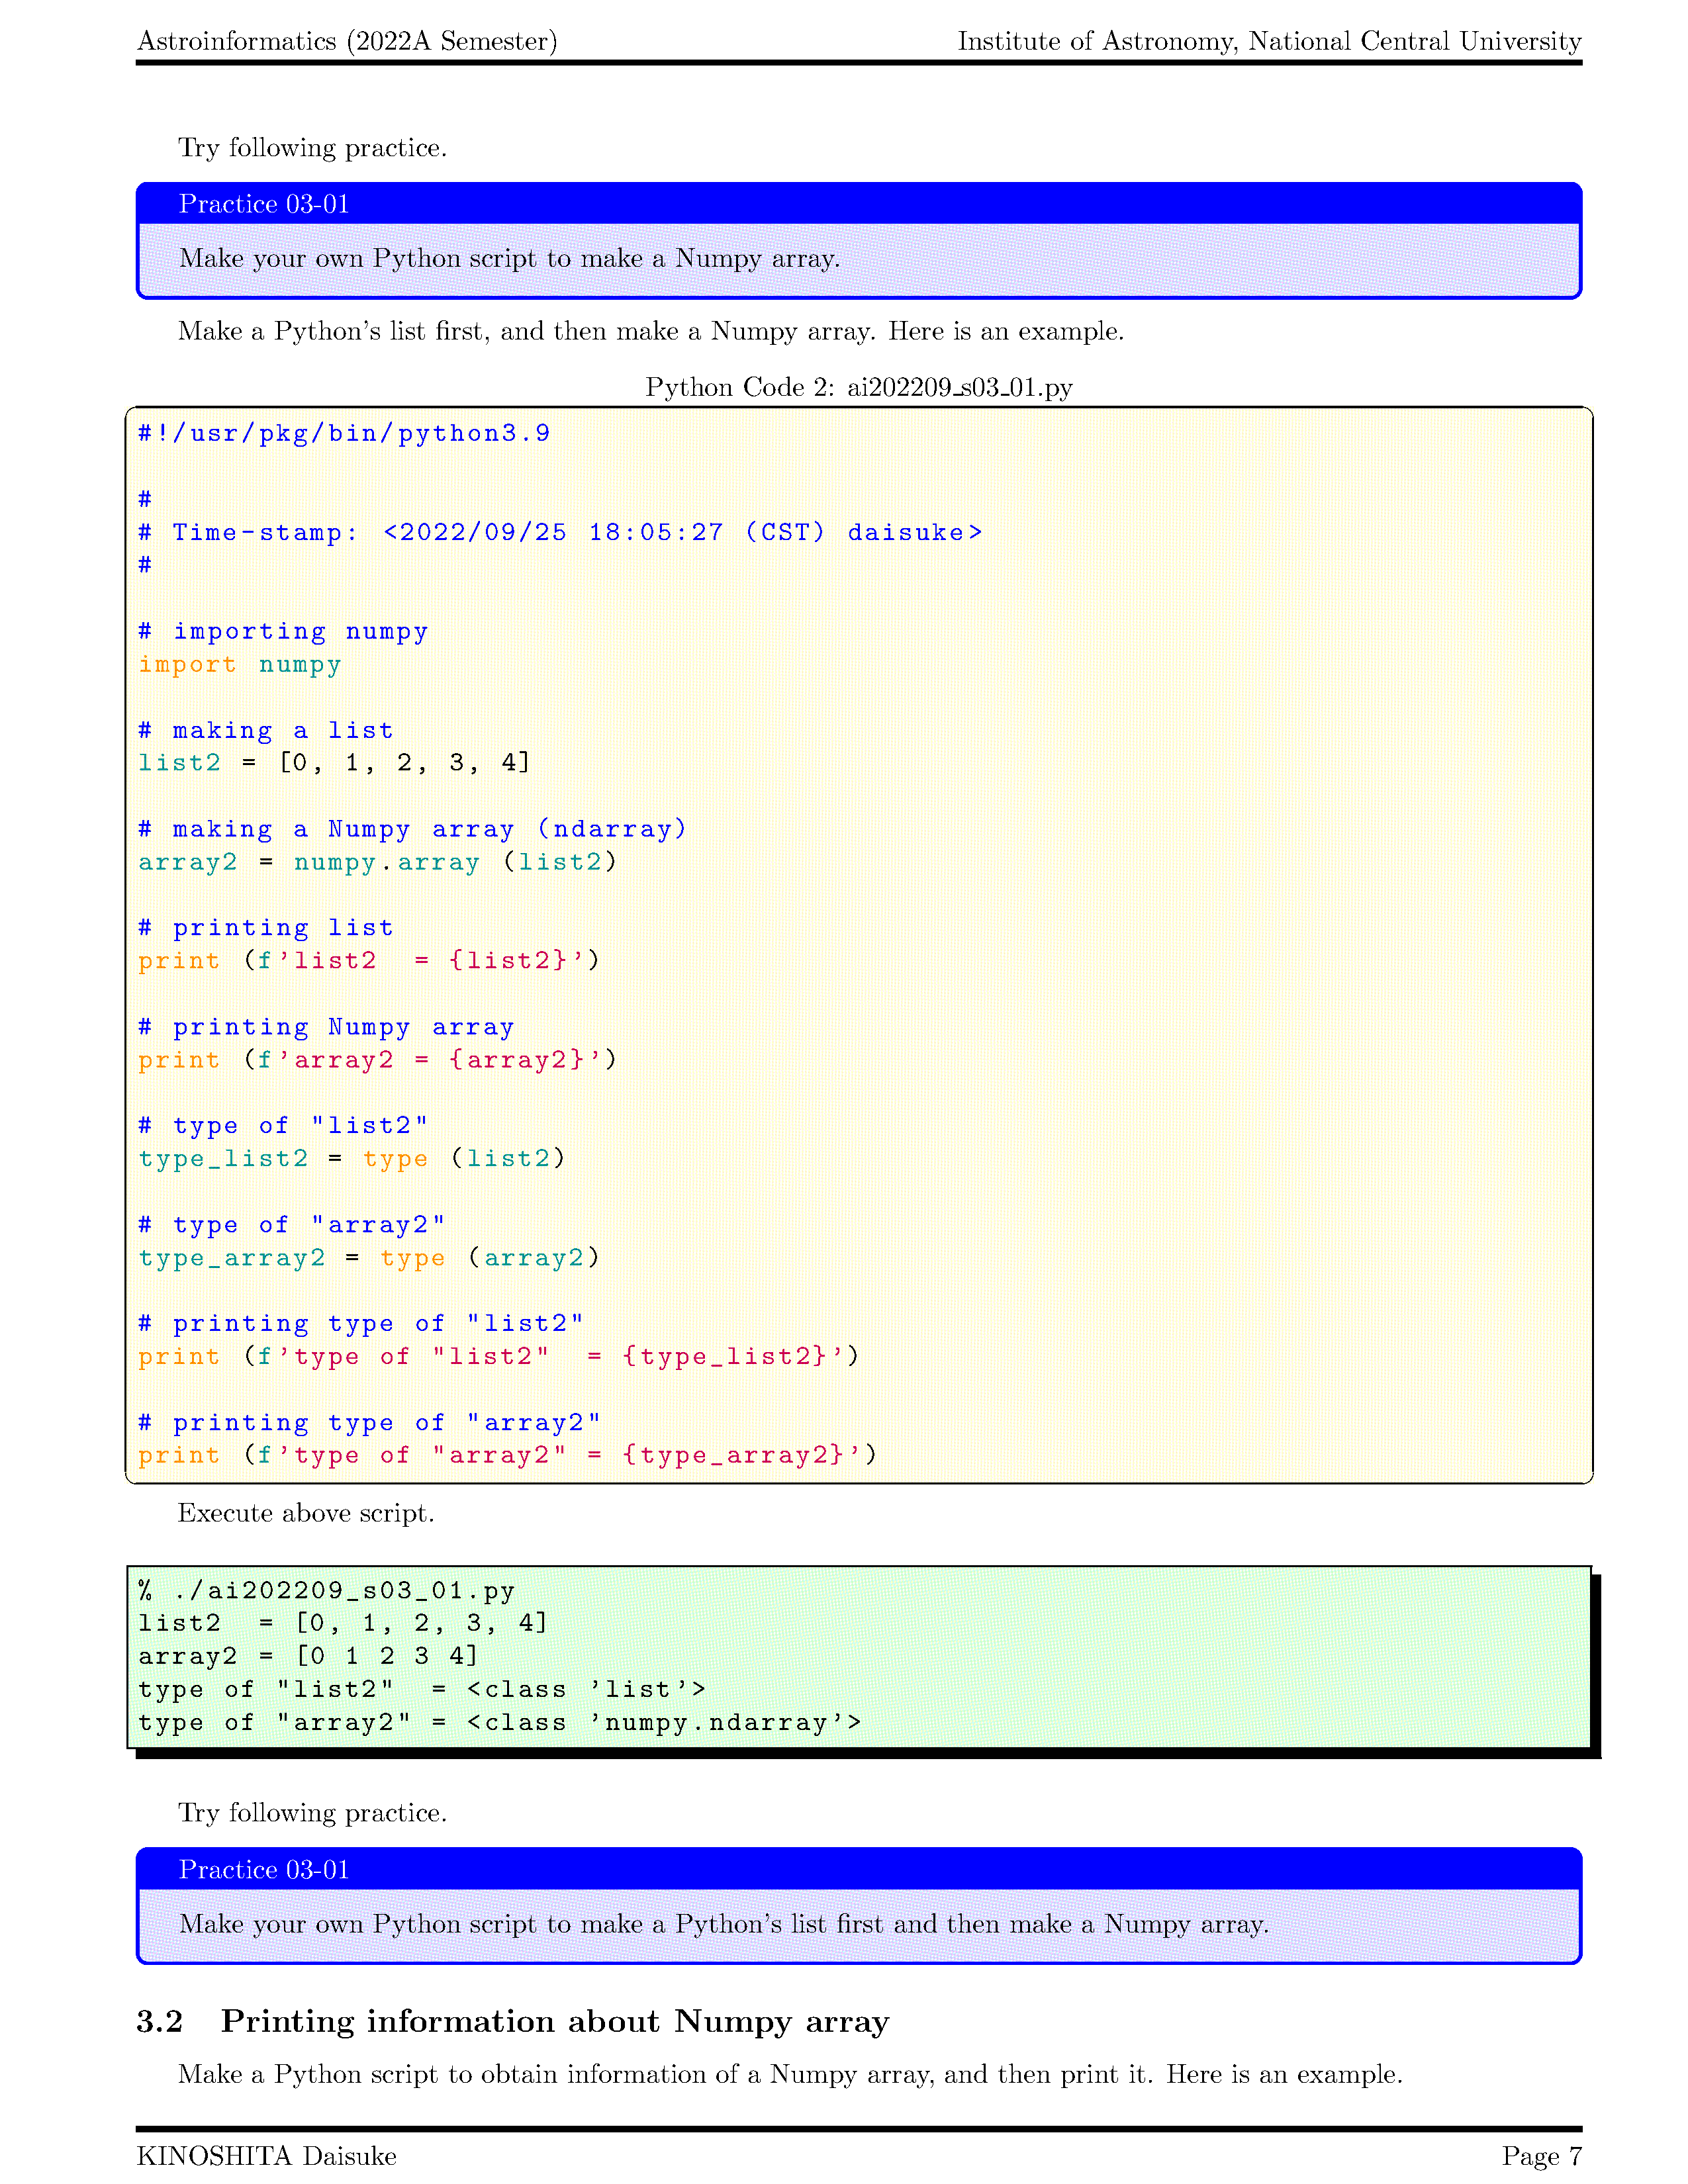 Astroinformatics (2022A Semester) Institute of Astronomy, National Central University
Try following practice.
Practice 03-01
Make your own Python script to make a Numpy array.
Make a Python's list first, and then make a Numpy array. Here is an example.
Python Code 2: ai202209_s03_01.py
#!/usr/pkg/bin/python3.9
#
# Time-stamp: <2022/09/25 18:05:27 (CST) daisuke>
#
# importing numpy
import numpy
# making a list
list2 = [0, 1, 2, 3, 4]
# making a Numpy array (ndarray)
array2 = numpy.array (list2)
# printing list
print (f'list2  = {list2}')
# printing Numpy array
print (f'array2 = {array2}')
# type of "list2"
type_list2 = type (list2)
# type of "array2"
type_array2 = type (array2)
# printing type of "list2"
print (f'type of "list2"  = {type_list2}')
# printing type of "array2"
print (f'type of "array2" = {type_array2}')
Execute above script.
% ./ai202209_s03_01.py
list2  = [0, 1, 2, 3, 4]
array2 = [0 1 2 3 4]
type of "list2"  = <class 'list'>
type of "array2" = <class 'numpy.ndarray'>
Try following practice.
Practice 03-01
Make your own Python script to make a Python's list first and then make a Numpy array.
3.2 Printing information about Numpy array
Make a Python script to obtain information of a Numpy array, and then print it. Here is an example.
KINOSHITA Daisuke Page 7